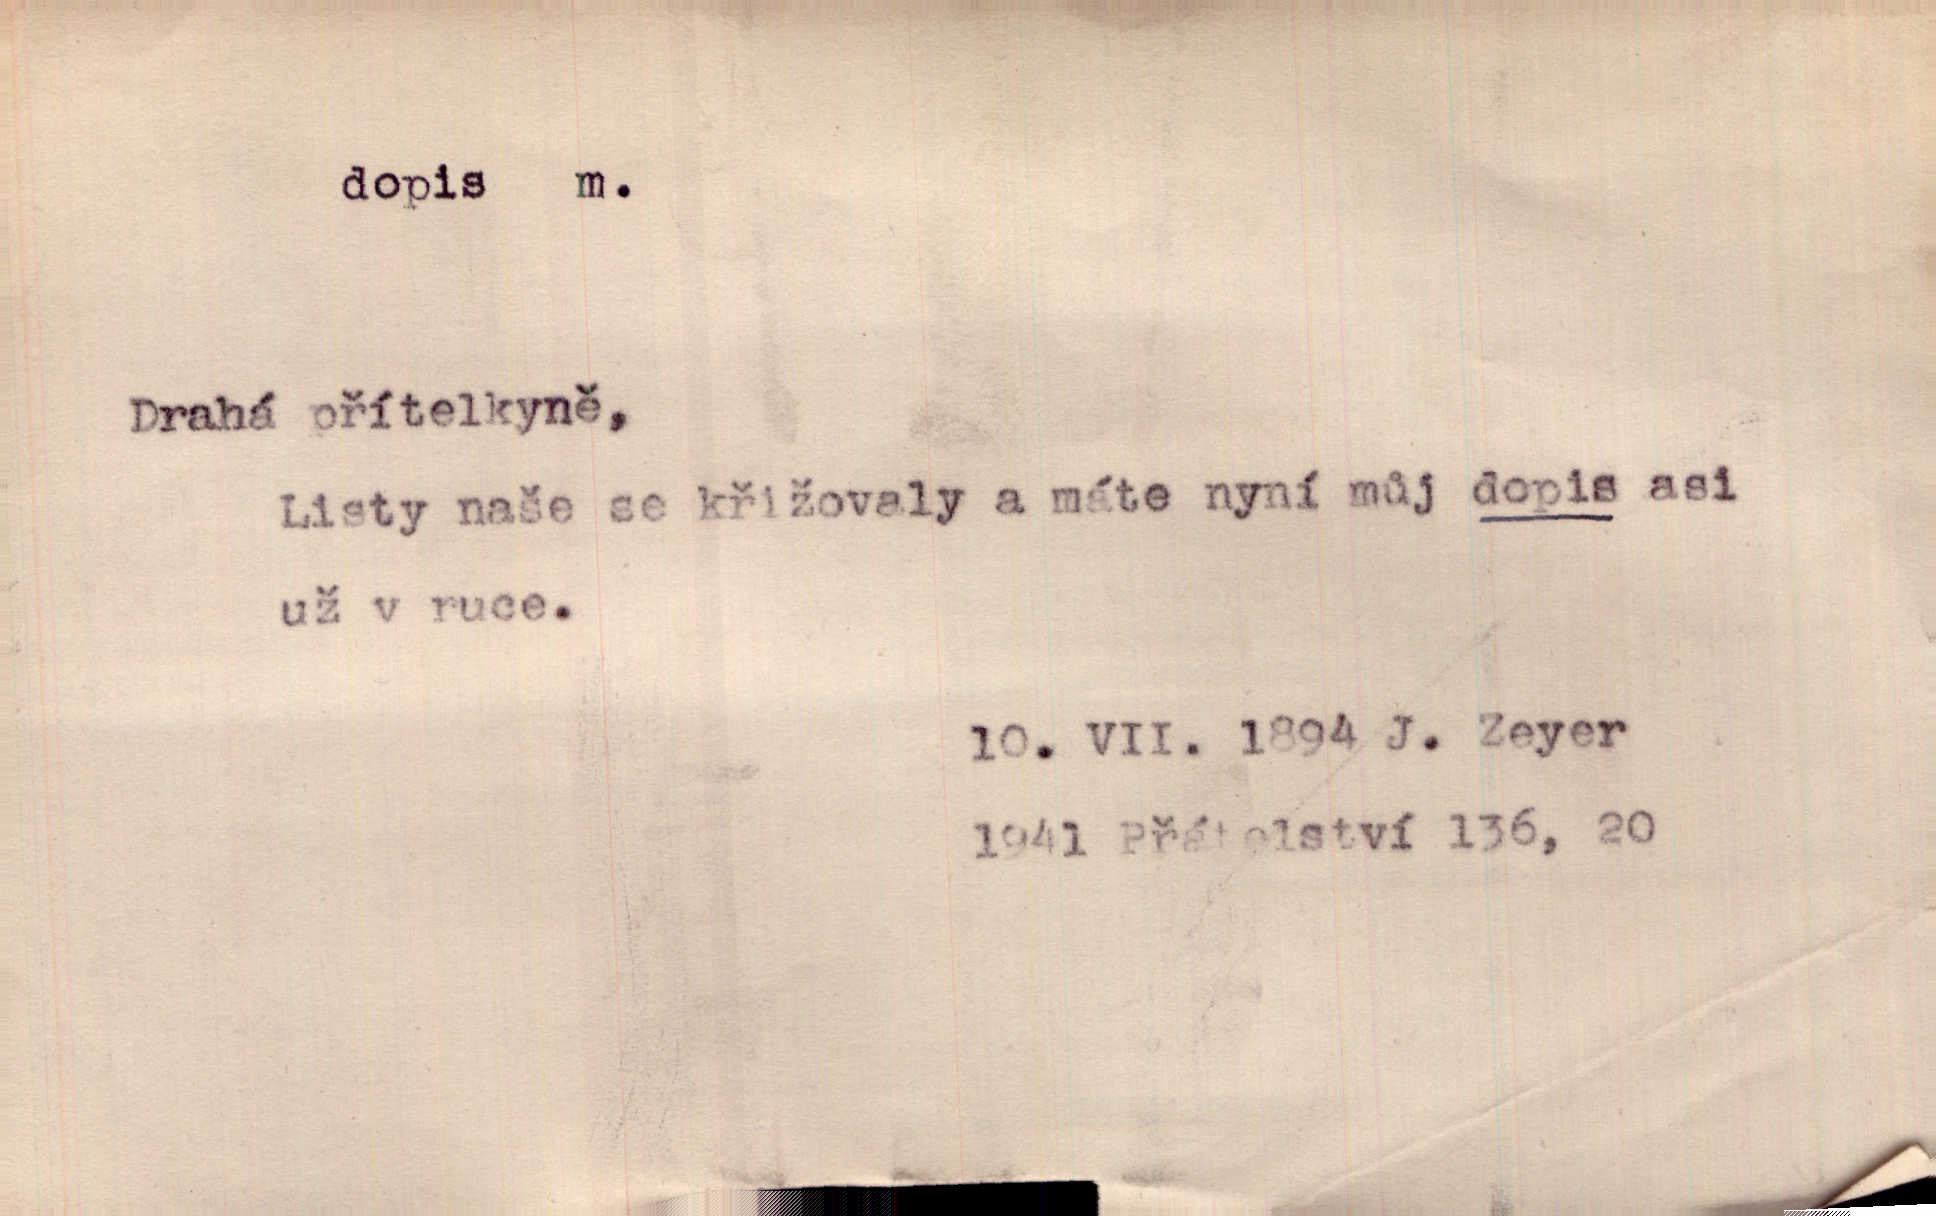 dopis m.
Drahá přítelkyně,
Listy naše se křižovaly a máte nyní můj dopis asi
už v ruce.
10. VII. 1894 J. Zeyer
1941 Přátelství 136, 20